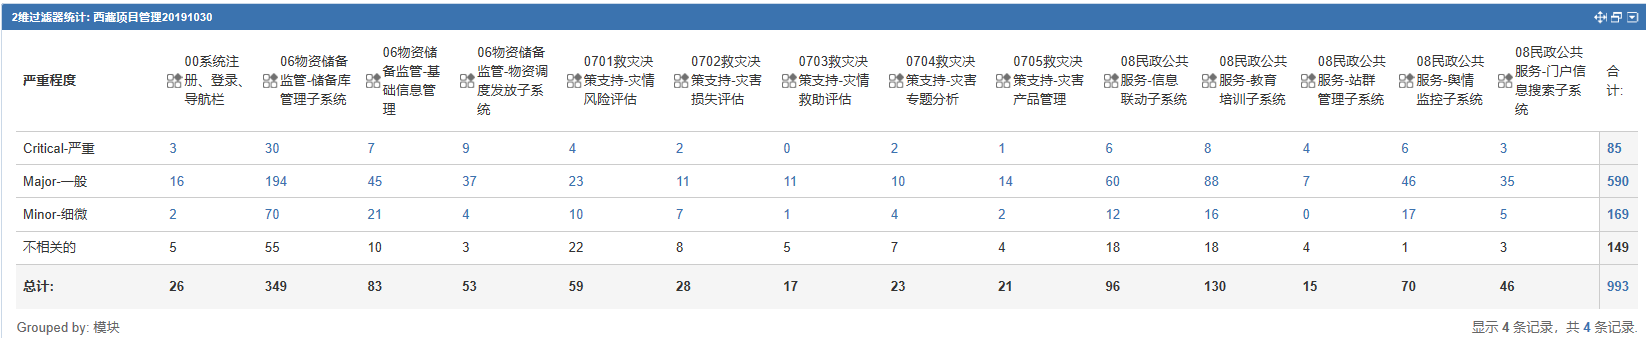 2维过滤器统计: 西藏项目管理20191030
严重程度
00系统注
册、登录、
导航栏
06物资储备
监管-储备库
管理子系统
06物资储
备监管-基
础信息管
理
06物资储备
监管-物资调
度发放子系
统
0701救灾决
策支持-灾情
风险评估
0702救灾决
策支持-灾害
损失评估
0703救灾决
策支持-灾情
救助评估
0704救灾决
策支持-灾害
专题分析
0705救灾决
策支持-灾害
产品管理
08民政公共
服务-信息
联动子系统
08民政公共
服务-教育
培训子系统
08民政公共
服务-站群
管理子系统
08民政公共
服务-舆情
监控子系统
08民政公共
服务-门户信
息搜索子系
统
合
计:
Critical-严重 3 30 7 9 4 2 0 2 1 6 8 4 6 3 85
Major-一般 16 194 45 37 23 11 11 10 14 60 88 7 46 35 590
Minor-细微 2 70 21 4 10 7 1 4 2 12 16 0 17 5 169
不相关的 5 55 10 3 22 8 5 7 4 18 18 4 1 3 149
总计: 26 349 83 53 59 28 17 23 21 96 130 15 70 46 993
Grouped by: 模块 显示 4 条记录，共 4 条记录.